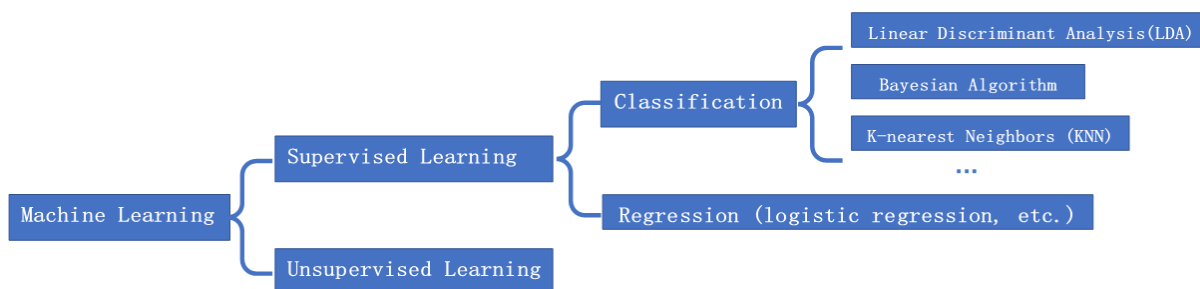 Linear Discriminant Analysis(LDA)
Classification
Bayesian Algorithm
K-nearest Neighbors (KNN)
...
Supervised Learning
Machine Learning
Regression (logistic regression, etc.)
Unsupervised Learning